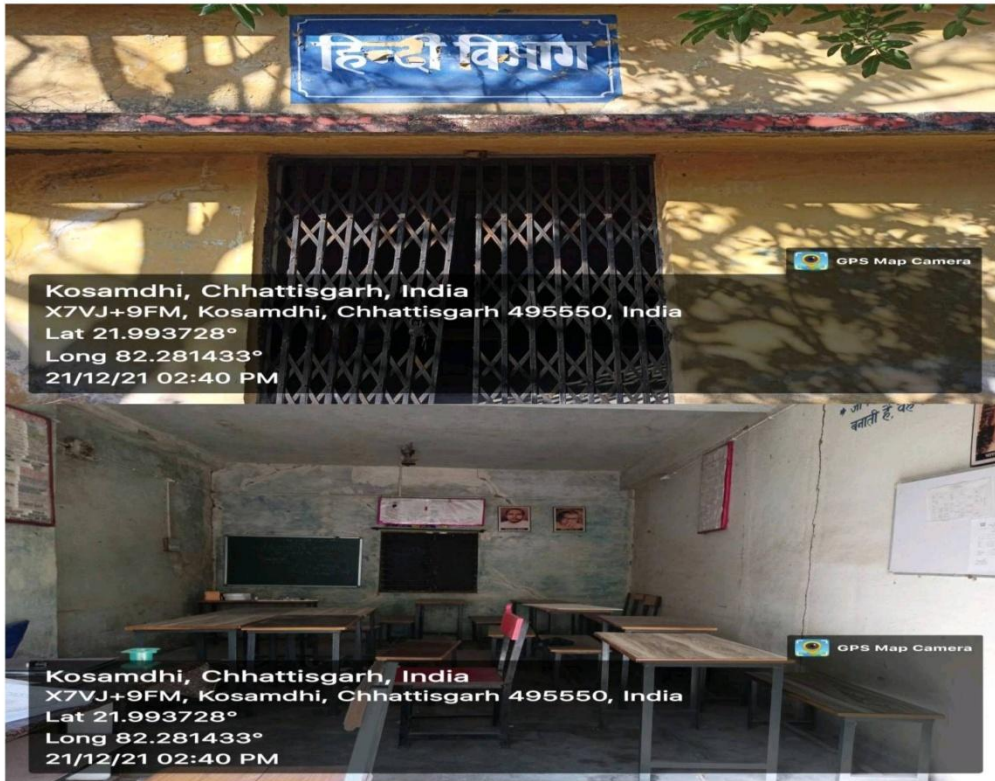 हिन्दी विभाग
GPS Map Camera
Kosamdhi, Chhattisgarh, India
X7VJ+9FM, Kosamdhi, Chhattisgarh 495550, India
Lat 21.993728°
Long 82.281433°
21/12/21 02:40 PM
बनाती है,
GPS Map Camera
Kosamdhi, Chhattisgarh, India
X7VJ+9FM, Kosamdhi, Chhattisgarh 495550, India
Lat 21.993728°
Long 82.281433°
21/12/21 02:40 PM